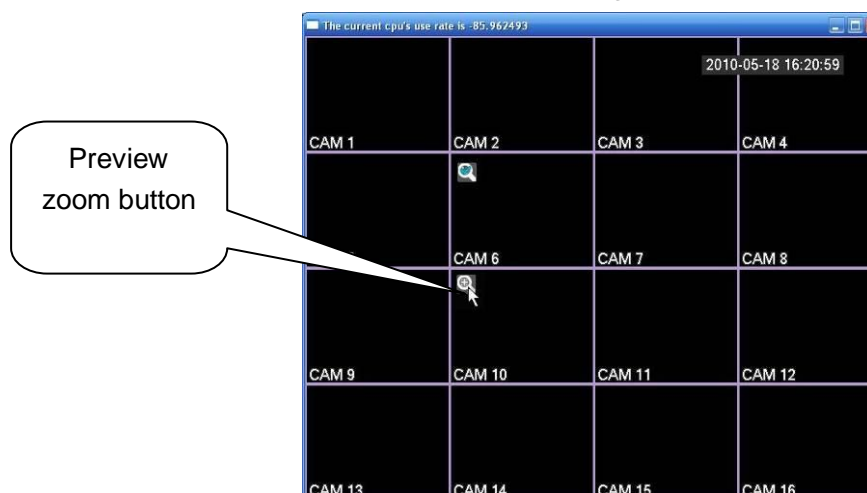 The current cpu's use rate is -85.962493
2010-05-18 16:20:59
CAM 1
CAM 2
CAM 3
CAM 4
Preview
zoom button
CAM 6
CAM 7
CAM 8
CAM 9
CAM 10
CAM 11
CAM 12
CAM 13
CAM 14
CAM 15
CAM 16